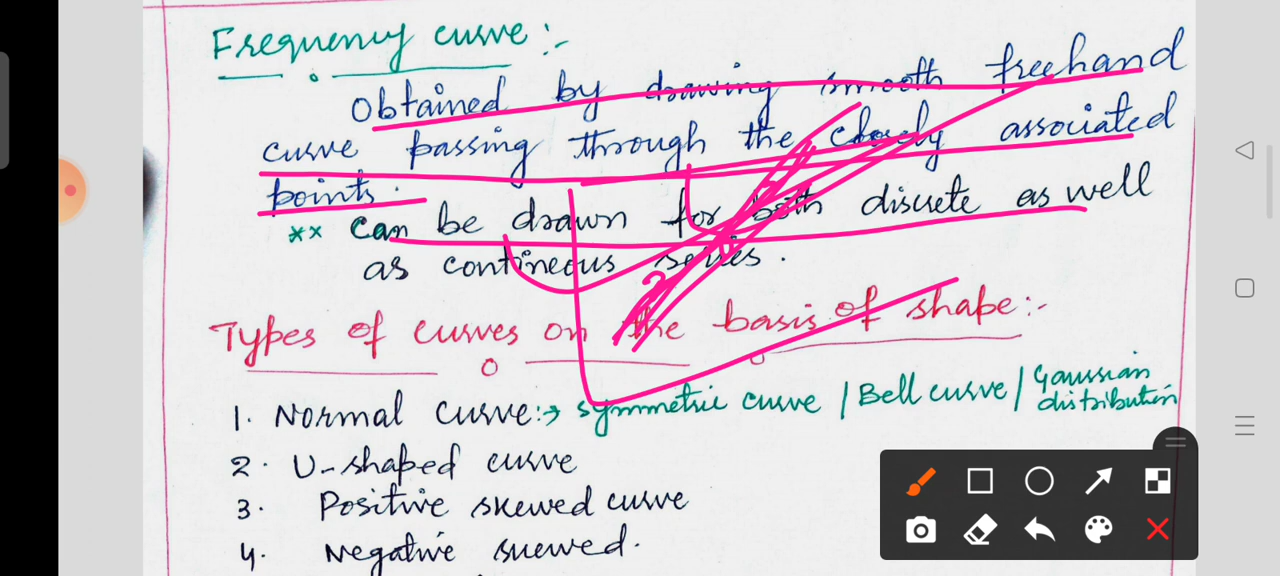 Frequency curve :-
Obtained by drawing smooth freehand
curve passing through the closely associated
points.
** Can be drawn for both discrete as well
as contineous series.
Types of curves on the basis of shape:-
1. Normal curve:→ symmetric curve / Bell curve / Gaussian distribution
2. U-shaped curve
3. Positive skewed curve
4. Negative skewed.